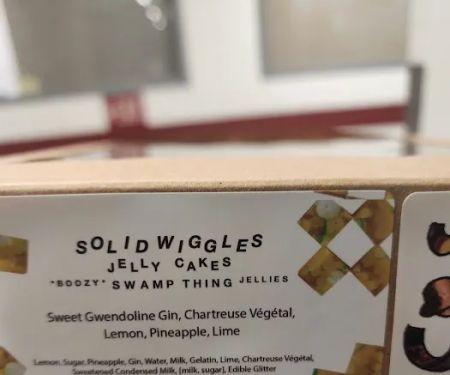 SOLID WIGGLES
JELLY CAKES
"BOOZY" SWAMP THING JELLIES
Sweet Gwendoline Gin, Chartreuse Végétal,
Lemon, Pineapple, Lime
Lemon, Sugar, Pineapple, Gin, Water, Milk, Gelatin, Lime, Chartreuse Végétal,
Sweetened Condensed Milk, (milk, sugar), Edible Glitter